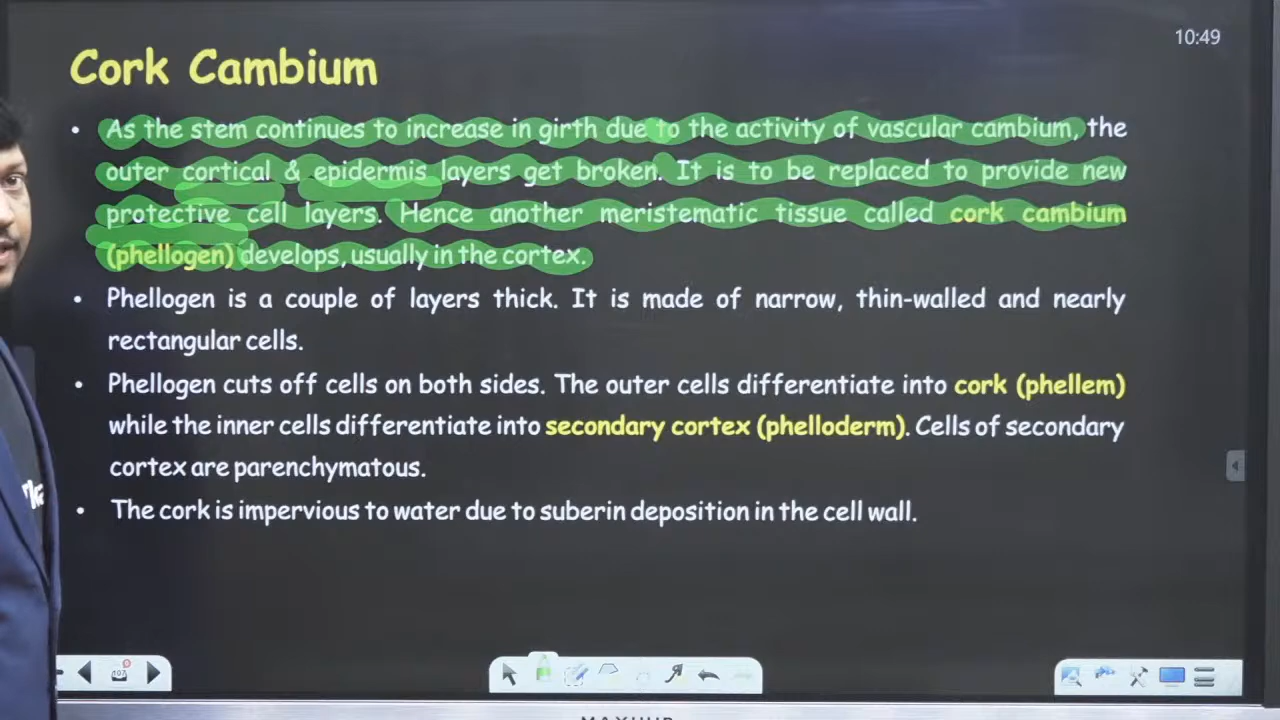 10:49
Cork Cambium
• As the stem continues to increase in girth due to the activity of vascular cambium, the
outer cortical & epidermis layers get broken. It is to be replaced to provide new
protective cell layers. Hence another meristematic tissue called cork cambium
(phellogen) develops, usually in the cortex.
• Phellogen is a couple of layers thick. It is made of narrow, thin-walled and nearly
rectangular cells.
• Phellogen cuts off cells on both sides. The outer cells differentiate into cork (phellem)
while the inner cells differentiate into secondary cortex (phelloderm). Cells of secondary
cortex are parenchymatous.
• The cork is impervious to water due to suberin deposition in the cell wall.
107